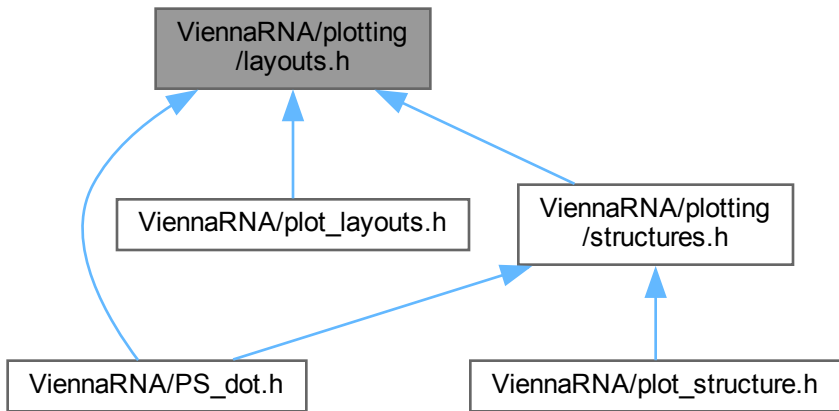 ViennaRNA/plotting
/layouts.h
ViennaRNA/plot_layouts.h
ViennaRNA/plotting
/structures.h
ViennaRNA/PS_dot.h
ViennaRNA/plot_structure.h